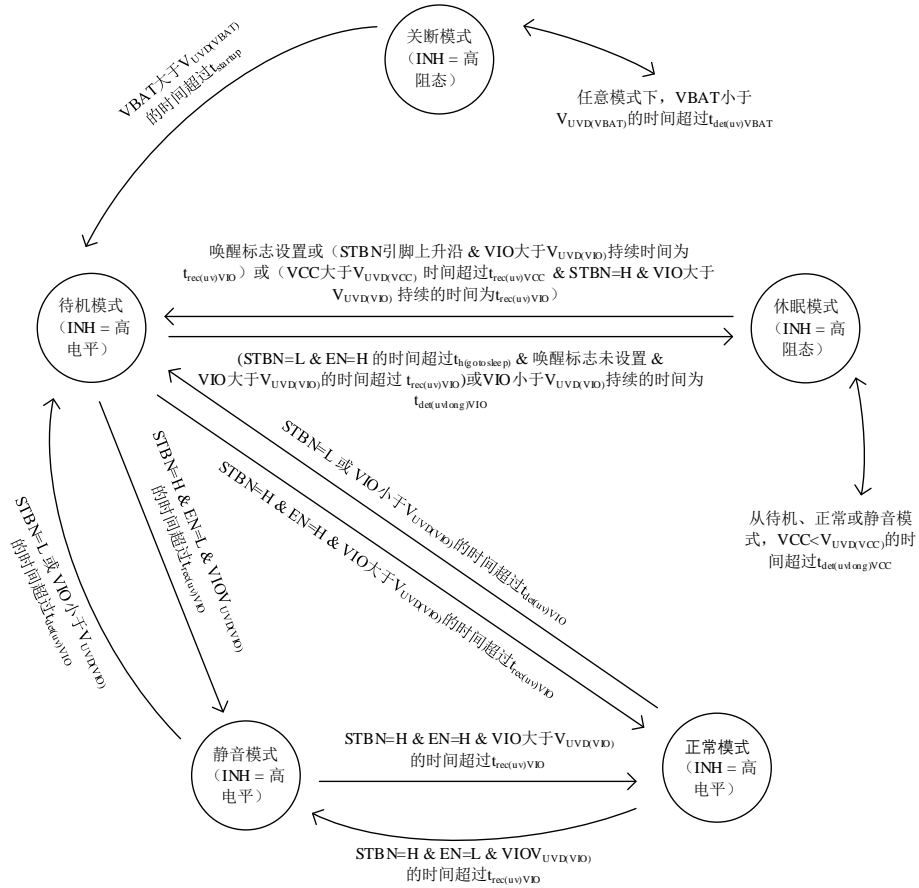 关断模式
（INH = 高
阻态）
VBAT大于VUVD(VBAT)
的时间超过tstartup
任意模式下，VBAT小于
VUVD(VBAT)的时间超过tdet(uv)VBAT
唤醒标志设置或（STBN引脚上升沿 & VIO大于VUVD(VIO)持续时间为
trec(uv)VIO）或（VCC大于VUVD(VCC) 时间超过trec(uv)VCC & STBN=H & VIO大于
VUVD(VIO) 持续的时间为trec(uv)VIO）
待机模式
（INH = 高
电平）
休眠模式
（INH = 高
阻态）
(STBN=L & EN=H 的时间超过th(gotosleep) & 唤醒标志未设置 &
VIO大于VUVD(VIO)的时间超过 trec(uv)VIO)或VIO小于VUVD(VIO)持续的时间为
tdet(uvlong)VIO
STBN=L 或 VIO小于VUVD(VIO)的时间超过tdet(uv)VIO
STBN=H & EN=H & VIO大于VUVD(VIO)的时间超过trec(uv)VIO
STBN=H & EN=L & VIOVUVD(VIO)
的时间超过trec(uv)VIO
STBN=L 或 VIO小于VUVD(VIO)
的时间超过tdet(uv)VIO
从待机、正常或静音模
式，VCC<VUVD(VCC)的时
间超过tdet(uvlong)VCC
静音模式
（INH = 高
电平）
STBN=H & EN=H & VIO大于VUVD(VIO)
的时间超过trec(uv)VIO
正常模式
（INH = 高
电平）
STBN=H & EN=L & VIOVUVD(VIO)
的时间超过trec(uv)VIO